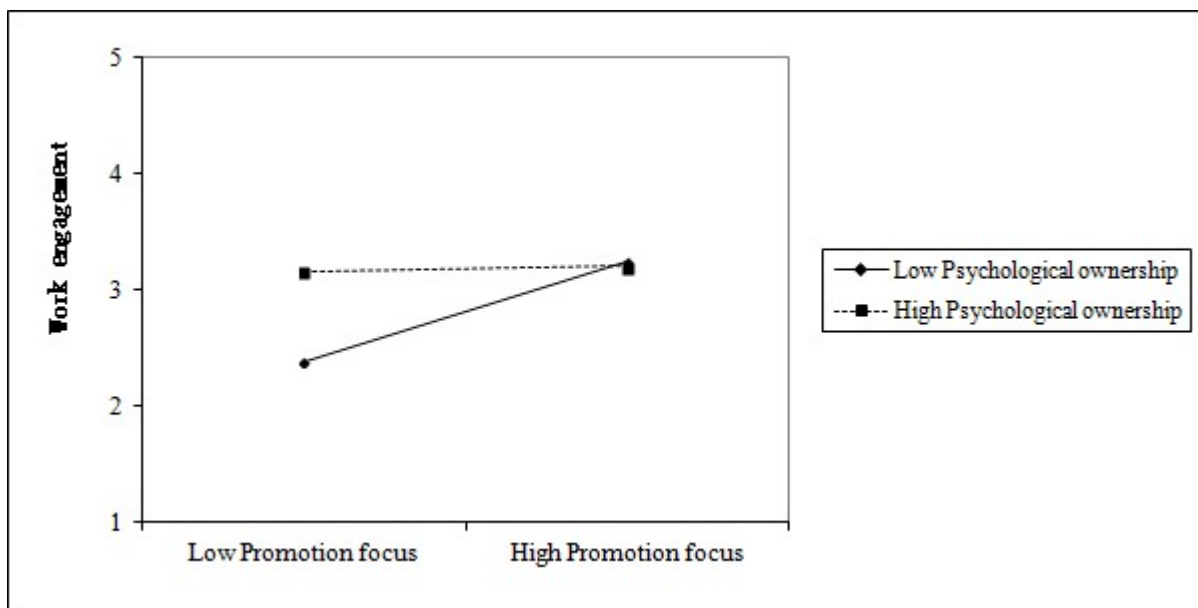 5
4
3
2
1
Work engagement
Low Promotion focus
High Promotion focus
Low Psychological ownership
High Psychological ownership